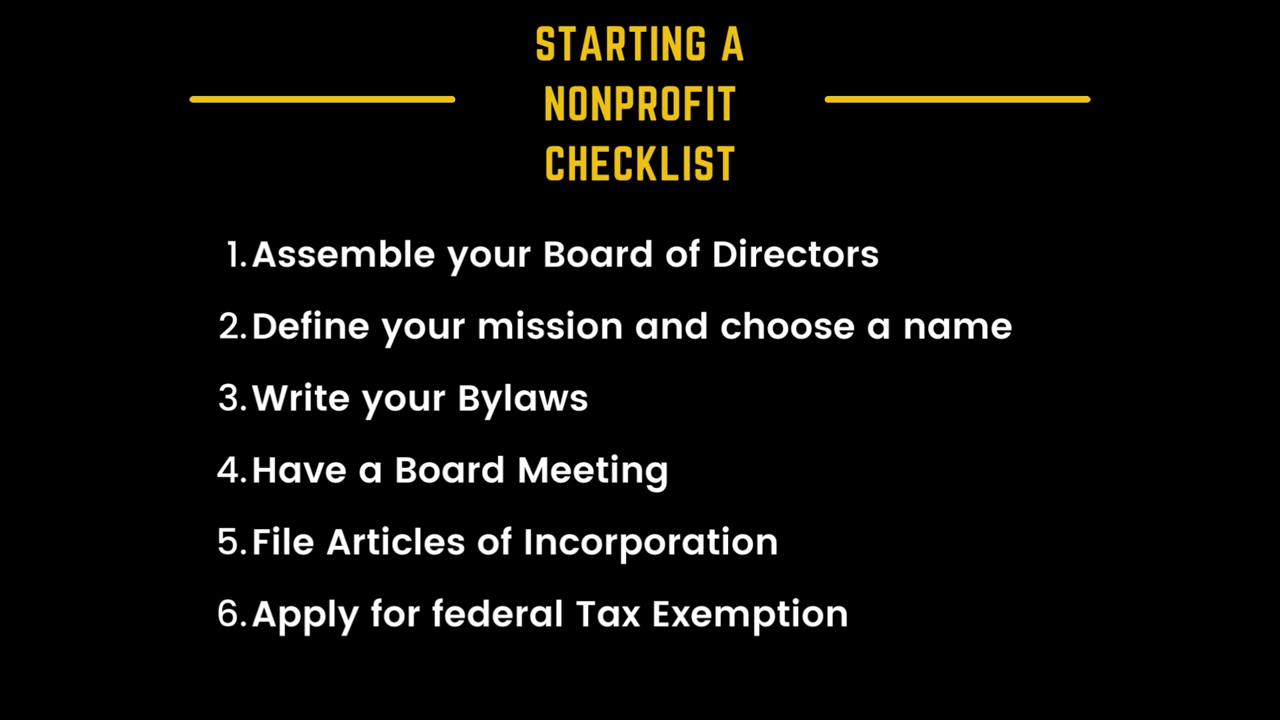 STARTING A
NONPROFIT
CHECKLIST
1. Assemble your Board of Directors
2. Define your mission and choose a name
3. Write your Bylaws
4. Have a Board Meeting
5. File Articles of Incorporation
6. Apply for federal Tax Exemption